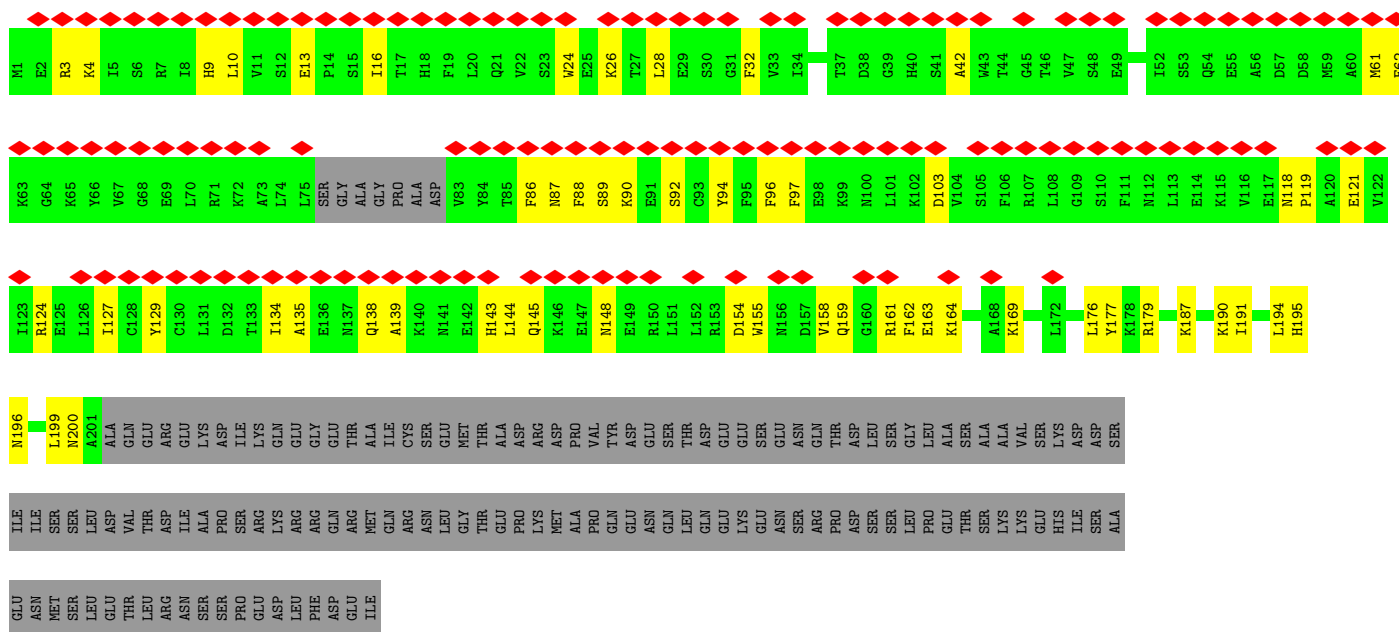 M1 E2 R3 K4 I5 S6 R7 I8 H9 L10 V11 S12 E13 P14 S15 I16 T17 H18 F19 L20 Q21 V22 S23 W24 E25 K26 T27 L28 E29 S30 G31 F32 V33 I34 T37 D38 G39 H40 S41 A42 W43 T44 G45 T46 V47 S48 E49 I52 S53 Q54 E55 A56 D57 D58 M59 A60 M61 E62
K63 G64 K65 Y66 V67 G68 E69 L70 R71 K72 A73 L74 L75 SER GLY ALA GLY PRO ALA ASP V83 Y84 T85 F86 N87 F88 S89 K90 E91 S92 C93 Y94 F95 F96 F97 E98 K99 N100 L101 K102 D103 V104 S105 F106 R107 L108 G109 S110 F111 N112 L113 E114 K115 V116 E117 N118 P119 A120 E121 V122
I123 R124 E125 L126 I127 C128 Y129 C130 L131 D132 T133 I134 A135 E136 N137 Q138 A139 K140 N141 E142 H143 L144 Q145 K146 E147 N148 E149 R150 L151 L152 R153 D154 W155 N156 D157 V158 Q159 G160 R161 F162 E163 K164 A168 K169 L172 L176 Y177 K178 R179 K187 K190 I191 L194 H195
N196 L199 N200 A201 ALA GLN GLU ARG GLU LYS ASP ILE LYS GLN GLU GLY GLU THR ALA ILE CYS SER GLU MET THR ALA ASP ARG ASP PRO VAL TYR ASP GLU SER THR ASP GLU GLU SER GLU ASN GLN THR ASP LEU SER GLY LEU ALA SER ALA ALA VAL SER LYS ASP ASP SER
ILE ILE SER SER LEU ASP VAL THR ASP ILE ALA PRO SER ARG LYS ARG ARG GLN ARG MET GLN ARG ASN LEU GLY THR GLU PRO LYS MET ALA PRO GLN GLU ASN GLN LEU GLN GLU LYS GLU ASN SER ARG PRO ASP SER SER LEU PRO GLU THR SER LYS LYS GLU HIS ILE SER ALA
GLU ASN MET SER LEU GLU THR LEU ARG ASN SER SER PRO GLU ASP LEU PHE ASP GLU ILE